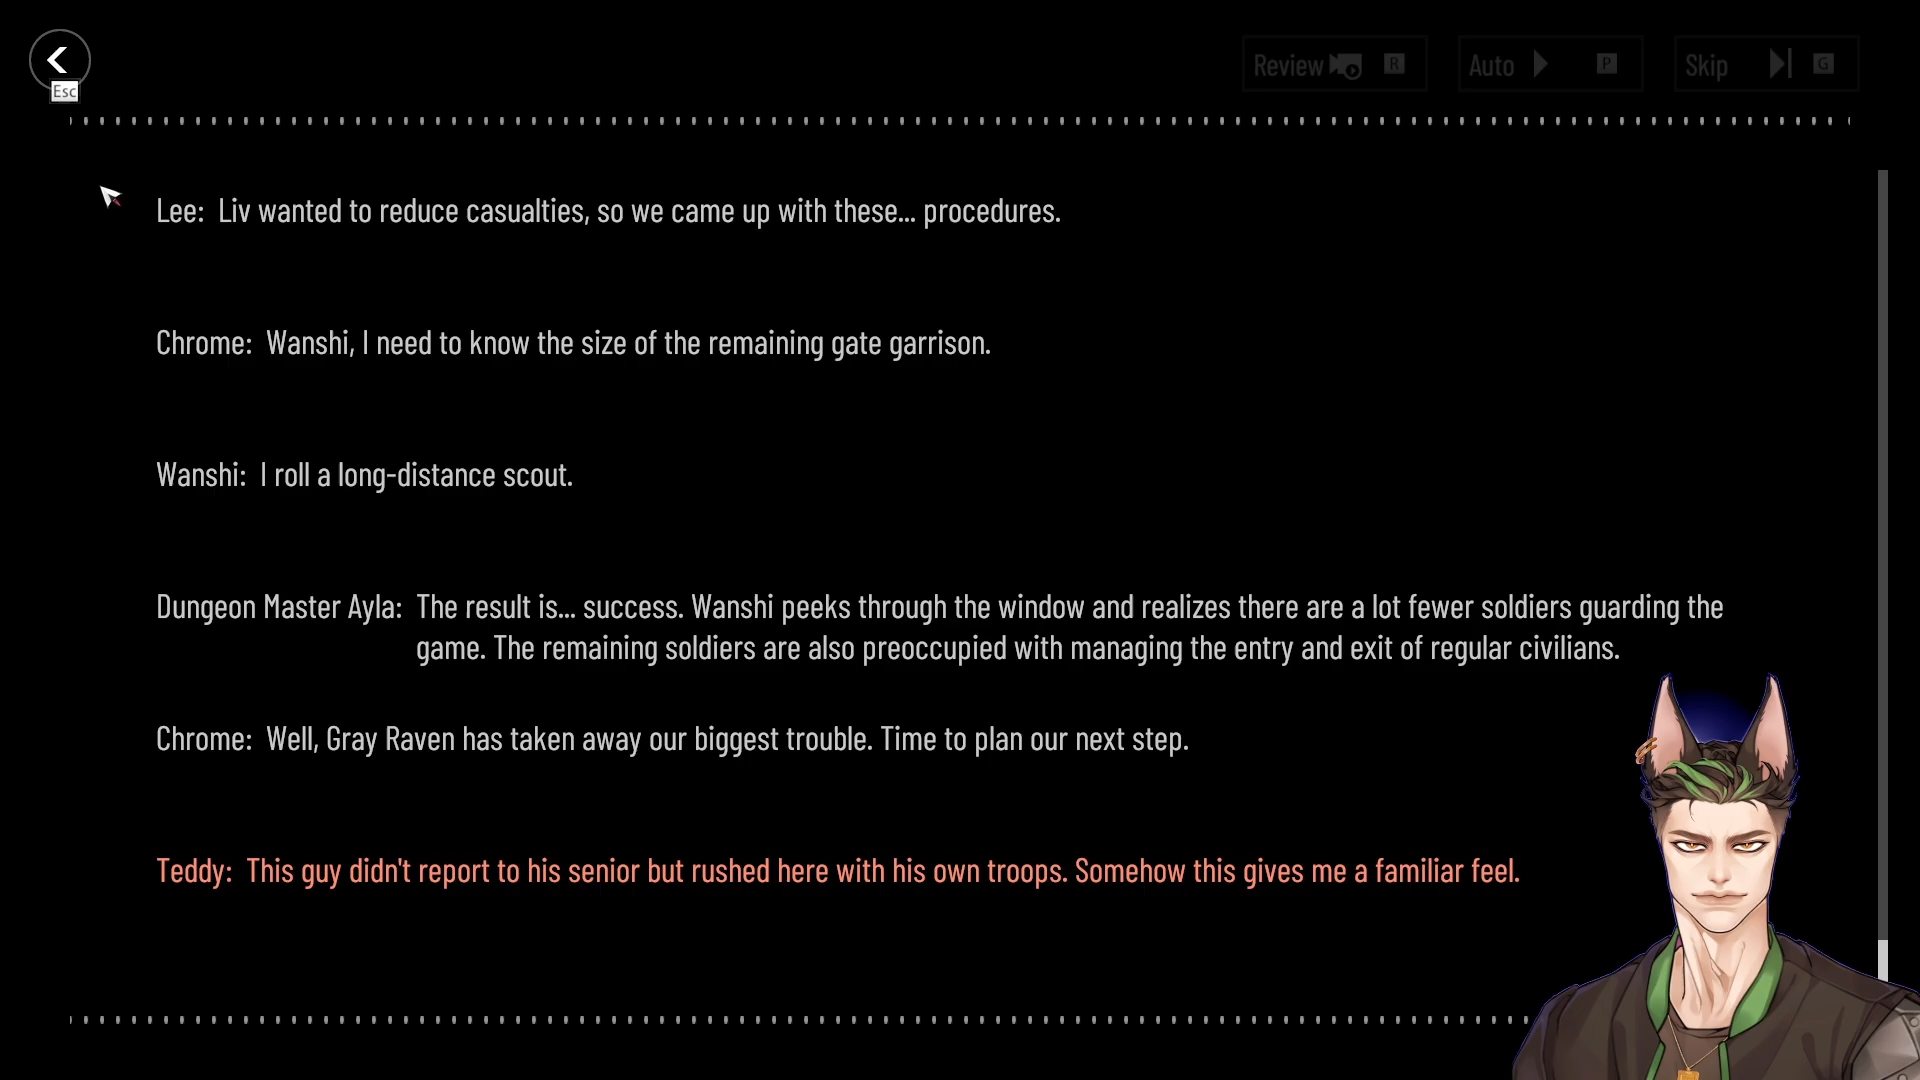 Esc
Review R
Auto P
Skip G
Lee: Liv wanted to reduce casualties, so we came up with these... procedures.
Chrome: Wanshi, I need to know the size of the remaining gate garrison.
Wanshi: I roll a long-distance scout.
Dungeon Master Ayla: The result is... success. Wanshi peeks through the window and realizes there are a lot fewer soldiers guarding the
game. The remaining soldiers are also preoccupied with managing the entry and exit of regular civilians.
Chrome: Well, Gray Raven has taken away our biggest trouble. Time to plan our next step.
Teddy: This guy didn't report to his senior but rushed here with his own troops. Somehow this gives me a familiar feel.